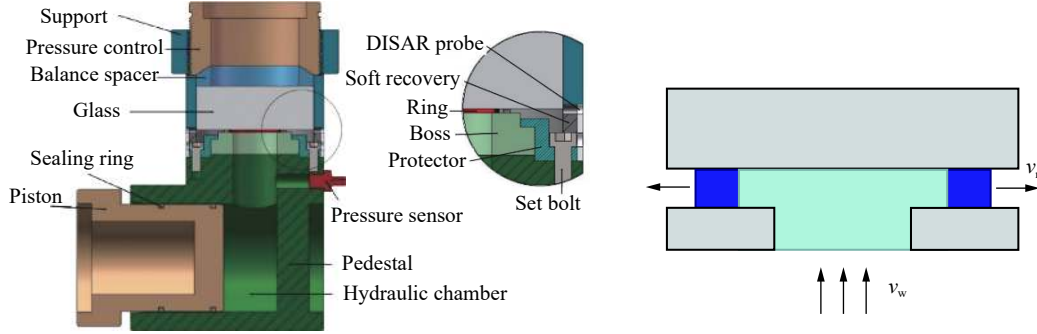 Support
Pressure control
Balance spacer
Glass
Sealing ring
Piston
Pressure sensor
Pedestal
Hydraulic chamber
DISAR probe
Soft recovery
Ring
Boss
Protector
Set bolt
v_w